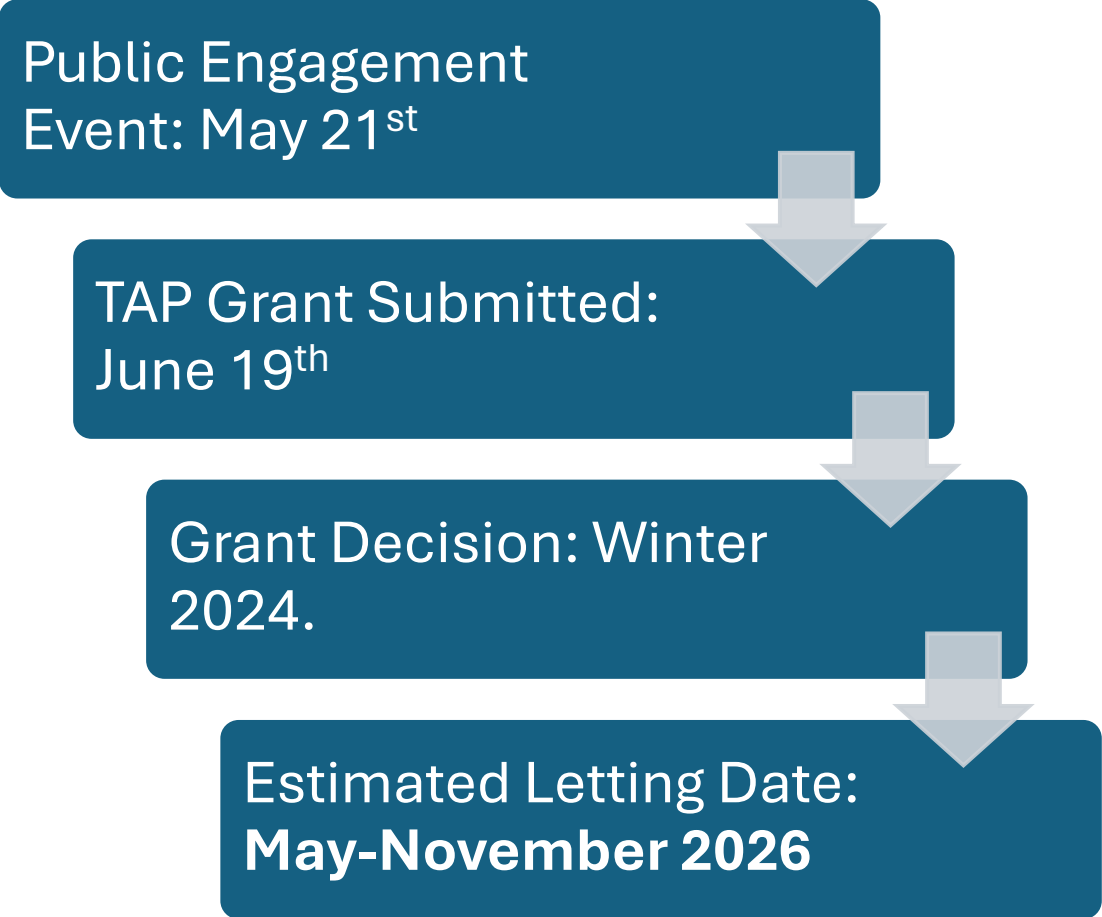 Public Engagement
Event: May 21st
TAP Grant Submitted:
June 19th
Grant Decision: Winter
2024.
Estimated Letting Date:
May-November 2026